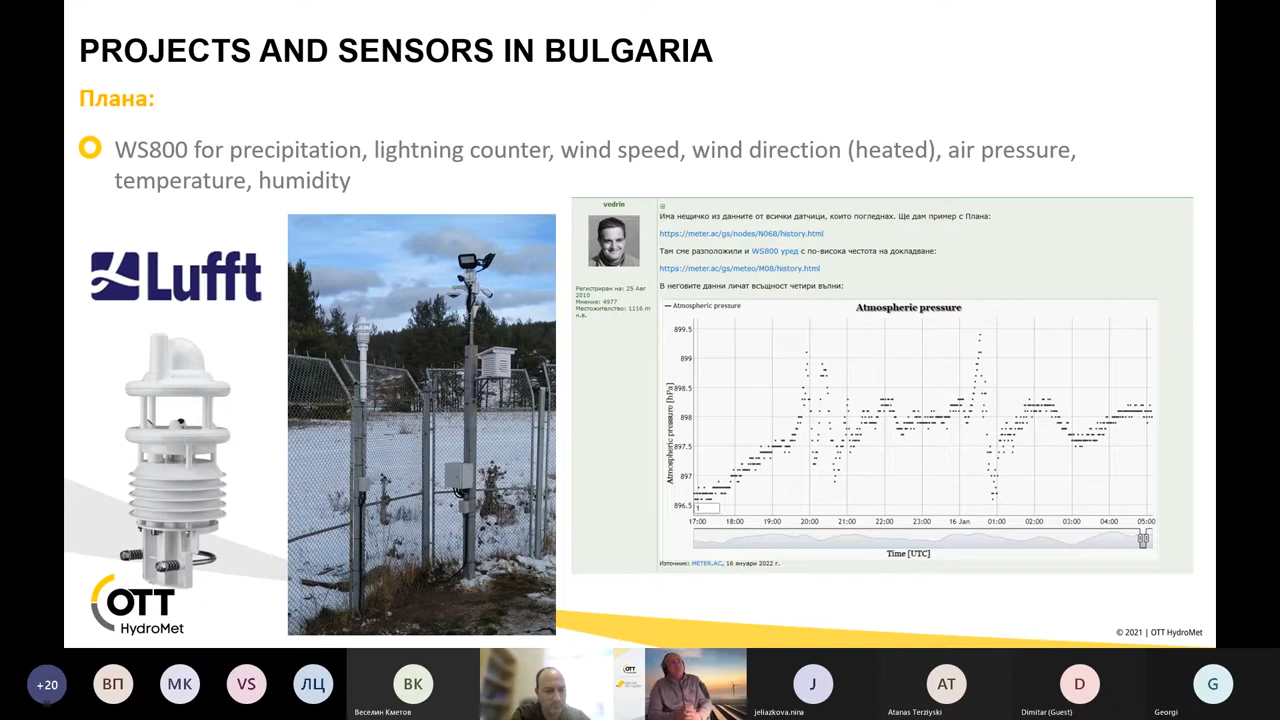 PROJECTS AND SENSORS IN BULGARIA
Плана:
WS800 for precipitation, lightning counter, wind speed, wind direction (heated), air pressure,
temperature, humidity
Lufft
OTT
HydroMet
vedrin
Регистриран на: 25 Авг
2010
Мнения: 4977
Местожителство: 1116 m
н.в.
Има нещичко из данните от всички датчици, които погледнах. Ще дам пример с Плана:
https://meter.ac/gs/nodes/N068/history.html
Там сме разположили и WS800 уред с по-висока честота на докладване:
https://meter.ac/gs/meteo/M08/history.html
В неговите данни личат всъщност четири вълни:
Atmospheric pressure
Atmospheric pressure
Atmospheric pressure [hPa]
899.5
899
898.5
898
897.5
897
896.5
1
17:00 18:00 19:00 20:00 21:00 22:00 23:00 16 Jan 01:00 02:00 03:00 04:00 05:00
Time [UTC]
Източник: METER.AC, 16 януари 2022 г.
© 2021 | OTT HydroMet
+20
ВП
МК
VS
ЛЦ
ВК
Веселин Кметов
OTT
J
jeliazkova.nina
AT
Atanas Terziyski
D
Dimitar (Guest)
G
Georgi